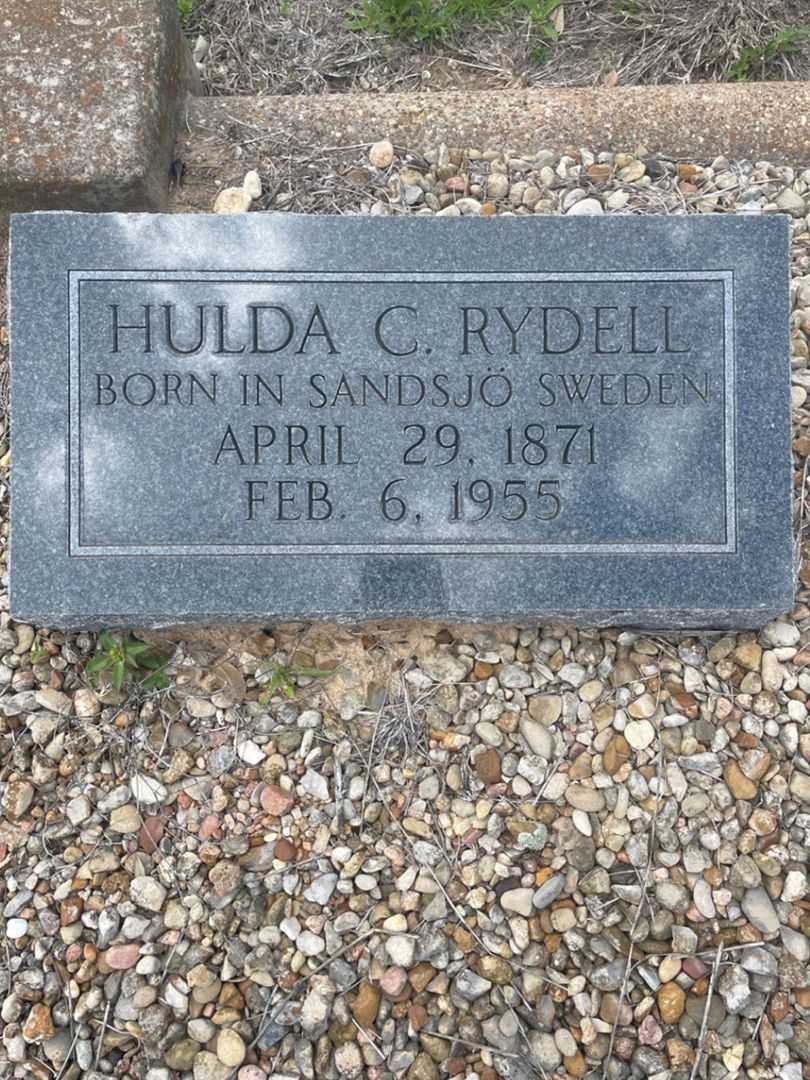 HULDA C. RYDELL
BORN IN SANDSJÖ SWEDEN
APRIL 29, 1871
FEB. 6, 1955